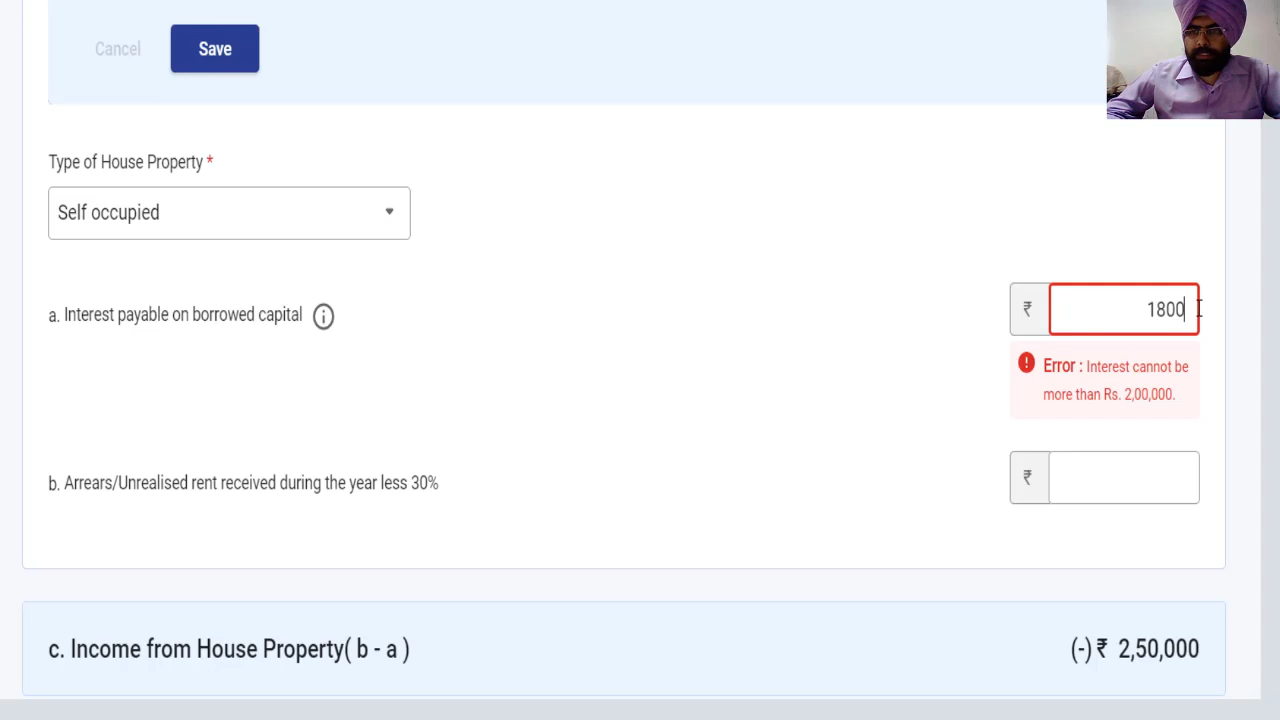 Cancel
Save
Type of House Property *
Self occupied
a. Interest payable on borrowed capital
₹ 1800
Error : Interest cannot be
more than Rs. 2,00,000.
b. Arrears/Unrealised rent received during the year less 30%
₹
c. Income from House Property( b - a )
(-) ₹ 2,50,000